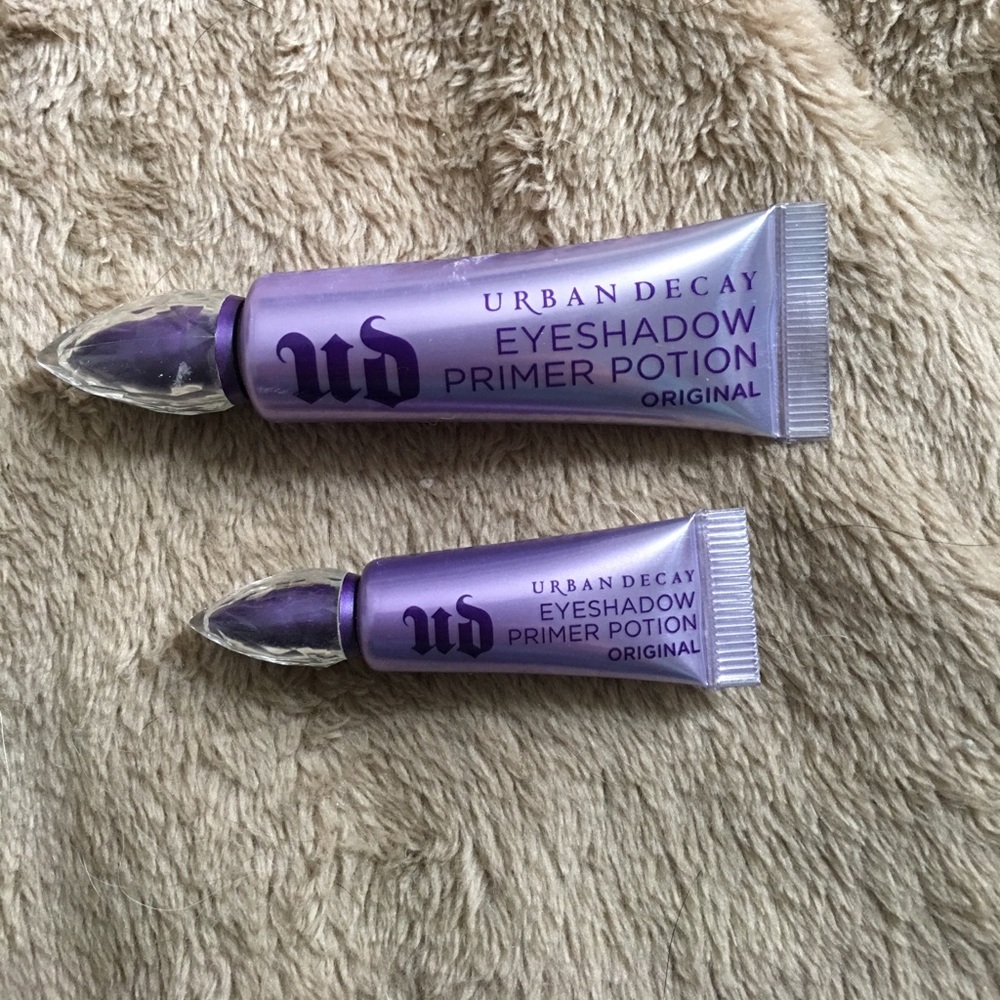 ud
URBAN DECAY
EYESHADOW
PRIMER POTION
ORIGINAL
ud
URBAN DECAY
EYESHADOW
PRIMER POTION
ORIGINAL